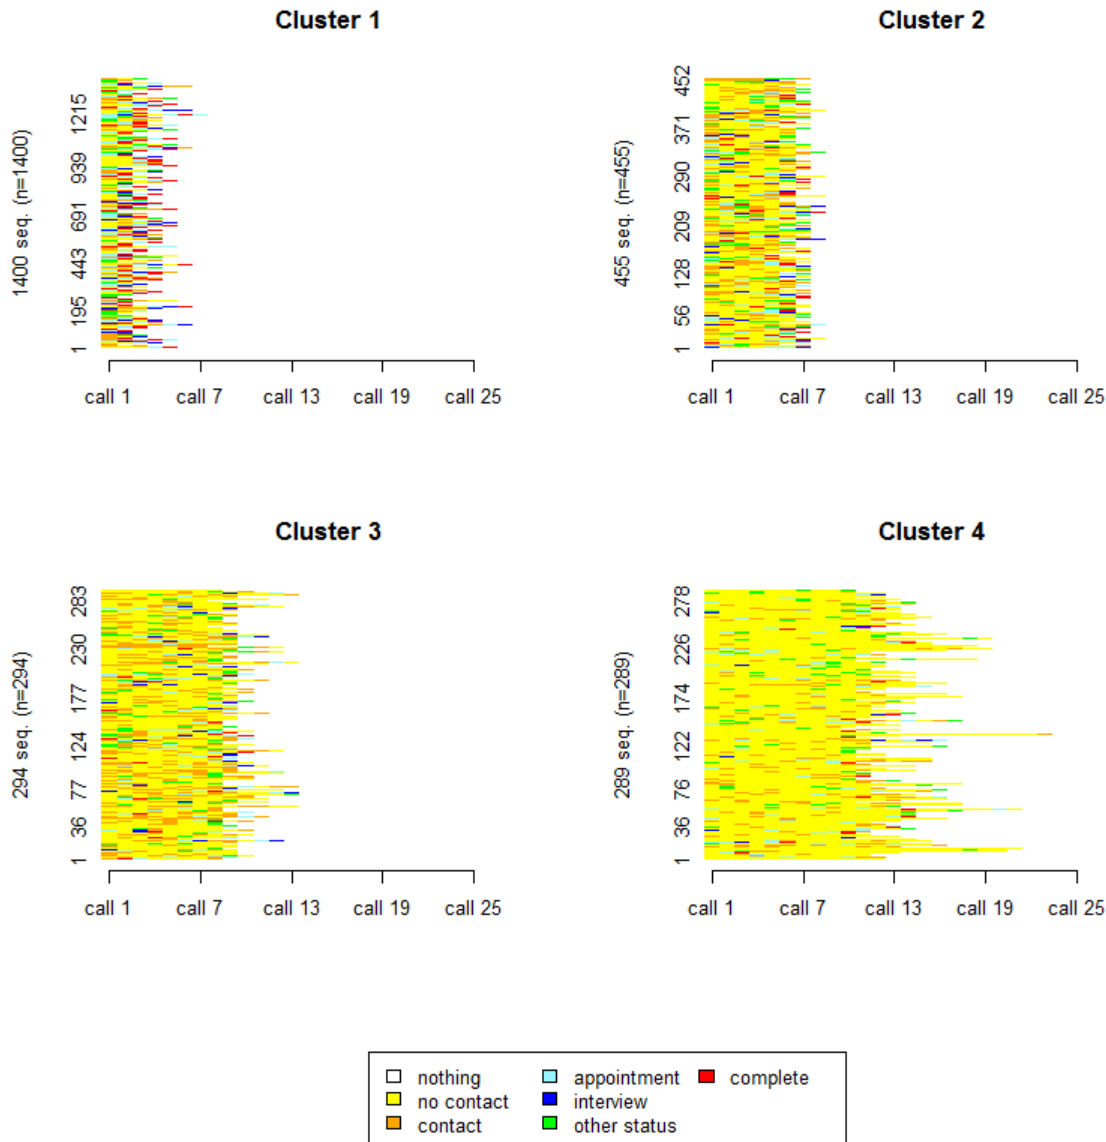 Cluster 1
1400 seq. (n=1400)
1 195 443 691 939 1215
call 1 call 7 call 13 call 19 call 25
Cluster 2
455 seq. (n=455)
1 56 128 209 290 371 452
call 1 call 7 call 13 call 19 call 25
Cluster 3
294 seq. (n=294)
1 36 77 124 177 230 283
call 1 call 7 call 13 call 19 call 25
Cluster 4
289 seq. (n=289)
1 36 76 122 174 226 278
call 1 call 7 call 13 call 19 call 25
nothing appointment complete
no contact interview
contact other status